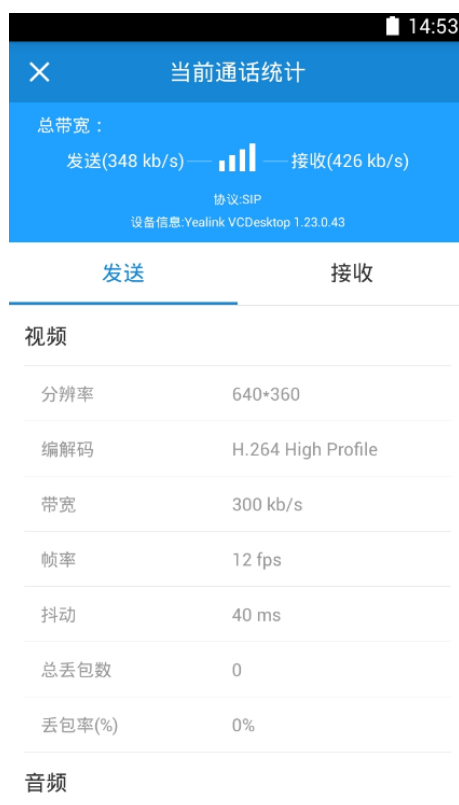 14:53
当前通话统计
总带宽：
发送(348 kb/s) 接收(426 kb/s)
协议:SIP
设备信息:Yealink VCDesktop 1.23.0.43
发送 接收
视频
分辨率 640*360
编解码 H.264 High Profile
带宽 300 kb/s
帧率 12 fps
抖动 40 ms
总丢包数 0
丢包率(%) 0%
音频